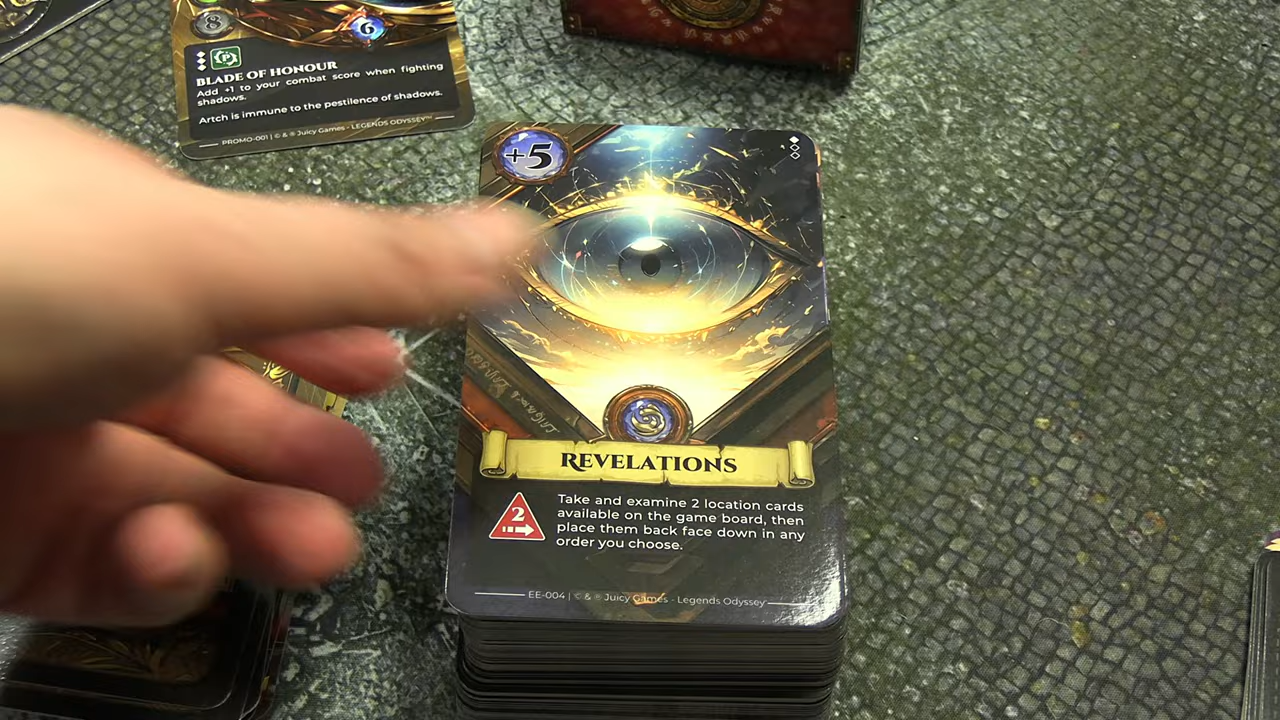 8
6
P
BLADE OF HONOUR
Add +1 to your combat score when fighting
shadows.
Artch is immune to the pestilence of shadows.
PROMO-001 | © & ® Juicy Games - LEGENDS ODYSSEY™
+5
REVELATIONS
2
Take and examine 2 location cards
available on the game board, then
place them back face down in any
order you choose.
EE-004 | © & ® Juicy Games - Legends Odyssey